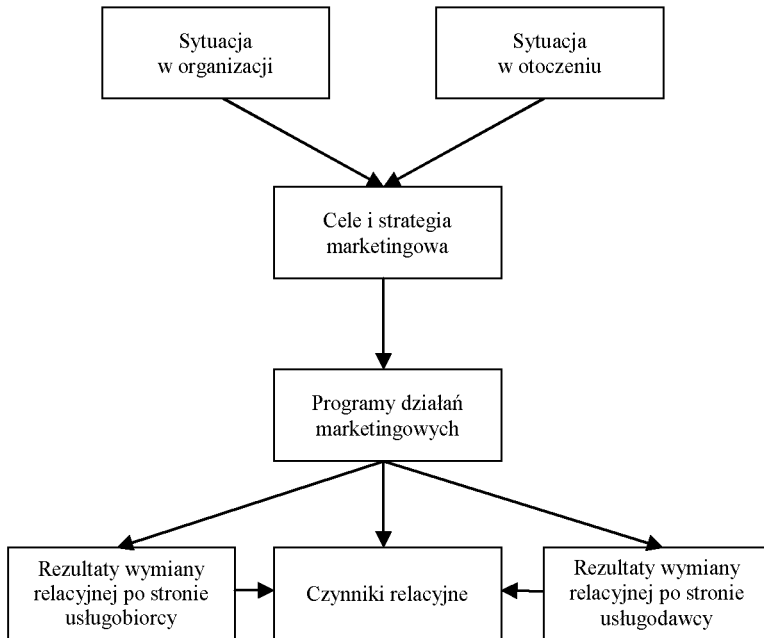 Sytuacja
w organizacji
Sytuacja
w otoczeniu
Cele i strategia
marketingowa
Programy działań
marketingowych
Rezultaty wymiany
relacyjnej po stronie
usługobiorcy
Czynniki relacyjne
Rezultaty wymiany
relacyjnej po stronie
usługodawcy